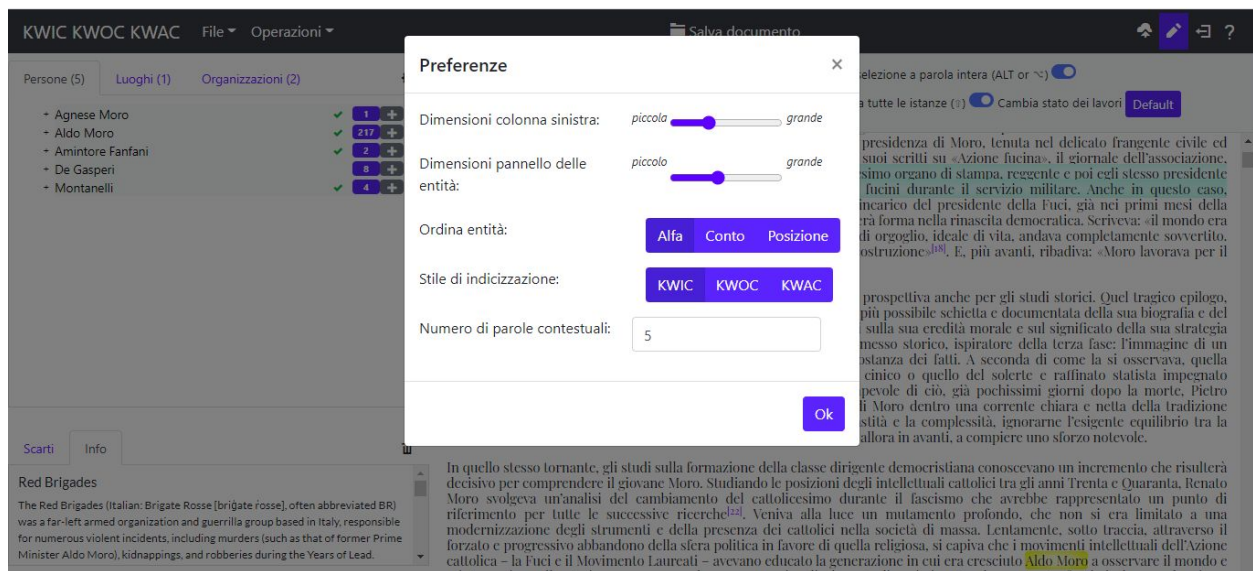 KWIC KWOC KWAC File Operazioni Salva documento ?
Persone (5) Luoghi (1) Organizzazioni (2)
+ Agnese Moro 1
+ Aldo Moro 217
+ Amintore Fanfani 2
+ De Gasperi 8
+ Montanelli 4
Scarti Info
Red Brigades
The Red Brigades (Italian: Brigate Rosse [briˈɡaːte ˈrosse], often abbreviated BR)
was a far-left armed organization and guerrilla group based in Italy, responsible
for numerous violent incidents, including murders (such as that of former Prime
Minister Aldo Moro), kidnappings, and robberies during the Years of Lead.
Preferenze ×
Dimensioni colonna sinistra: piccola grande
Dimensioni pannello delle
entità: piccolo grande
Ordina entità: Alfa Conto Posizione
Stile di indicizzazione: KWIC KWOC KWAC
Numero di parole contestuali: 5
Ok
selezione a parola intera (ALT or ⌥)
a tutte le istanze (⇧) Cambia stato dei lavori Default
presidenza di Moro, tenuta nel delicato frangente civile ed
suoi scritti su «Azione fucina», il giornale dell'associazione,
simo organo di stampa, reggente e poi egli stesso presidente
fucini durante il servizio militare. Anche in questo caso,
incarico del presidente della Fuci, già nei primi mesi della
rà forma nella rinascita democratica. Scriveva: «il mondo era
di orgoglio, ideale di vita, andava completamente sovvertito.
ostruzione»[18]. E, più avanti, ribadiva: «Moro lavorava per il
prospettiva anche per gli studi storici. Quel tragico epilogo,
più possibile schietta e documentata della sua biografia e del
sulla sua eredità morale e sul significato della sua strategia
messo storico, ispiratore della terza fase: l'immagine di un
ostanza dei fatti. A seconda di come la si osservava, quella
cinico o quello del solerte e raffinato statista impegnato
pevole di ciò, già pochissimi giorni dopo la morte, Pietro
di Moro dentro una corrente chiara e netta della tradizione
stità e la complessità, ignorarne l'esigente equilibrio tra la
allora in avanti, a compiere uno sforzo notevole.
In quello stesso tornante, gli studi sulla formazione della classe dirigente democristiana conoscevano un incremento che risulterà
decisivo per comprendere il giovane Moro. Studiando le posizioni degli intellettuali cattolici tra gli anni Trenta e Quaranta, Renato
Moro svolgeva un'analisi del cambiamento del cattolicesimo durante il fascismo che avrebbe rappresentato un punto di
riferimento per tutte le successive ricerche[22]. Veniva alla luce un mutamento profondo, che non si era limitato a una
modernizzazione degli strumenti e della presenza dei cattolici nella società di massa. Lentamente, sotto traccia, attraverso il
forzato e progressivo abbandono della sfera politica in favore di quella religiosa, si capiva che i movimenti intellettuali dell'Azione
cattolica – la Fuci e il Movimento Laureati – avevano educato la generazione in cui era cresciuto Aldo Moro a osservare il mondo e